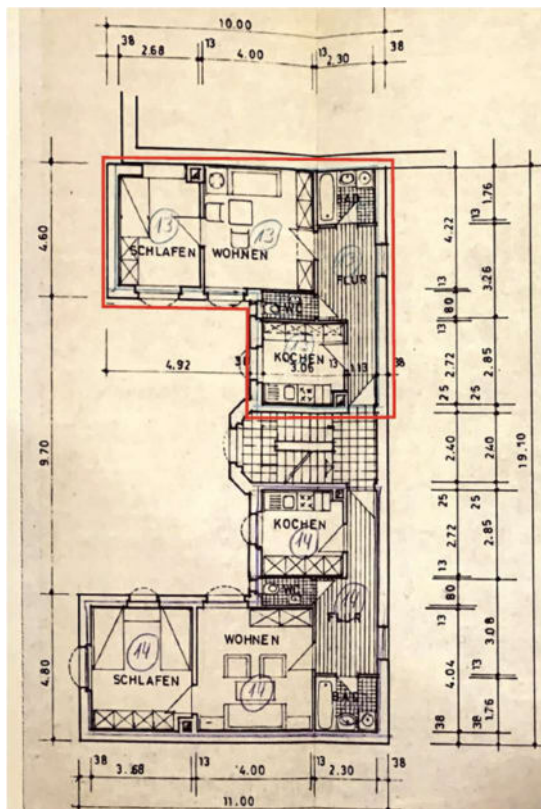 10.00
38 2.68 13 4.00 13 2.30 38
BAD
13 13
SCHLAFEN WOHNEN
FLUR
WC
KOCHEN
3.06 13 1.13 38
4.92
4.60
9.70
4.80
4.22 13 1.76
13 80 3.26
13 2.72 2.85
25 25
2.40 2.40
25 25
2.72 2.85
13 80
13 3.08
4.04 13
38 38 1.76
19.10
KOCHEN
14
WC
14
FLUR
WOHNEN
14
SCHLAFEN
14
BAD
38 3.68 13 4.00 13 2.30 38
11.00